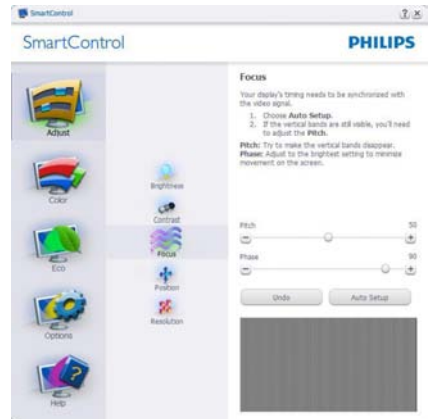 SmartControl
SmartControl
PHILIPS
Adjust
Color
Eco
Options
Help
Brightness
Contrast
Focus
Position
Resolution
Focus
Your display's timing needs to be synchronized with
the video signal.
1. Choose Auto Setup.
2. If the vertical bands are still visible, you'll need
to adjust the Pitch.
Pitch: Try to make the vertical bands disappear.
Phase: Adjust to the brightest setting to minimize
movement on the screen.
Pitch 50
Phase 90
Undo Auto Setup